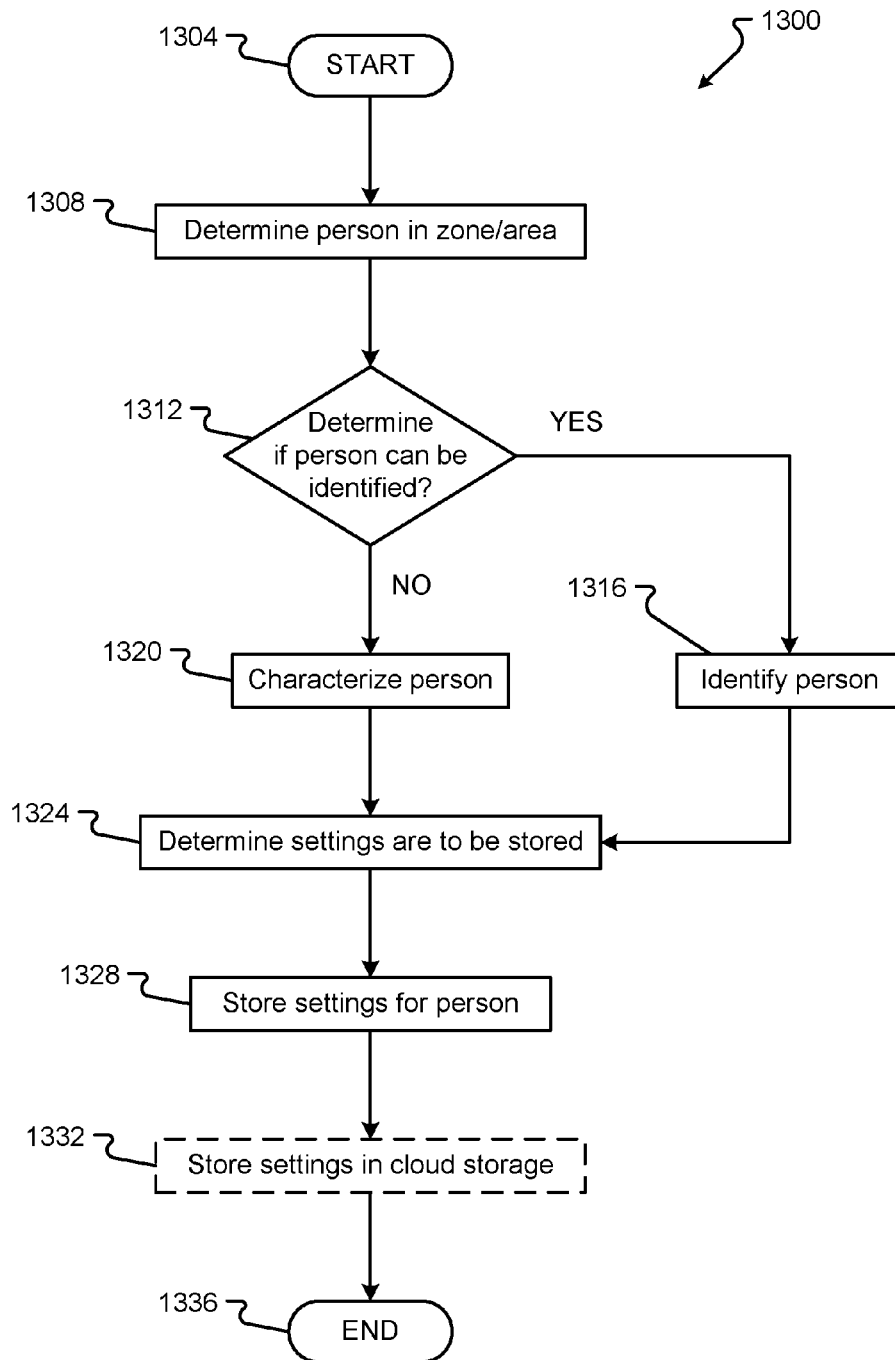 1300
1304
START
1308
Determine person in zone/area
1312
Determine
if person can be
identified?
YES
NO
1316
1320
Characterize person
Identify person
1324
Determine settings are to be stored
1328
Store settings for person
1332
Store settings in cloud storage
1336
END